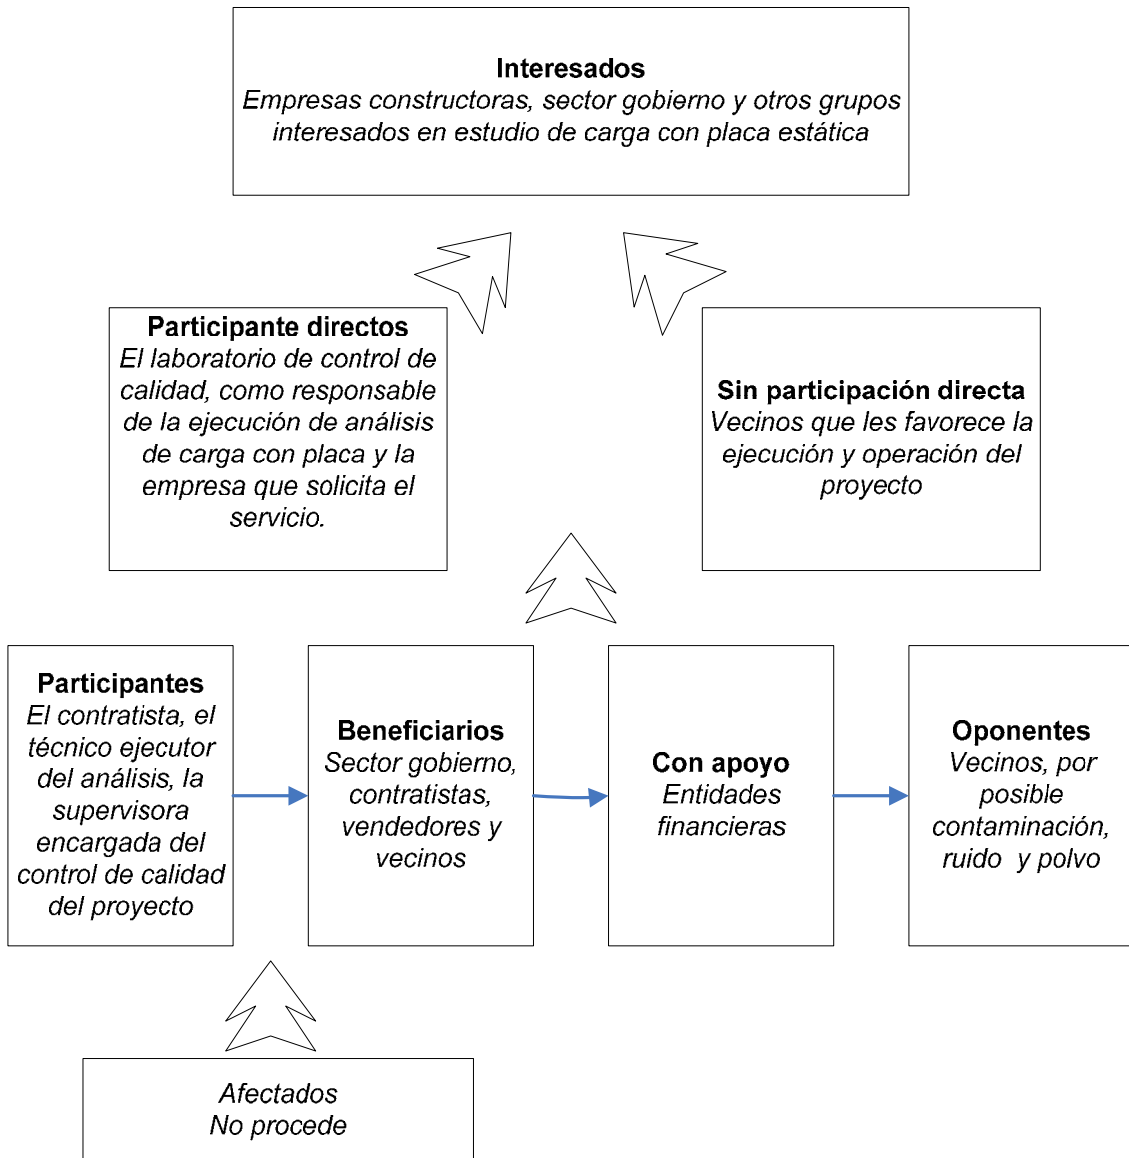 Interesados
Empresas constructoras, sector gobierno y otros grupos
interesados en estudio de carga con placa estática
Participante directos
El laboratorio de control de
calidad, como responsable
de la ejecución de análisis
de carga con placa y la
empresa que solicita el
servicio.
Sin participación directa
Vecinos que les favorece la
ejecución y operación del
proyecto
Participantes
El contratista, el
técnico ejecutor
del análisis, la
supervisora
encargada del
control de calidad
del proyecto
Beneficiarios
Sector gobierno,
contratistas,
vendedores y
vecinos
Con apoyo
Entidades
financieras
Oponentes
Vecinos, por
posible
contaminación,
ruido y polvo
Afectados
No procede